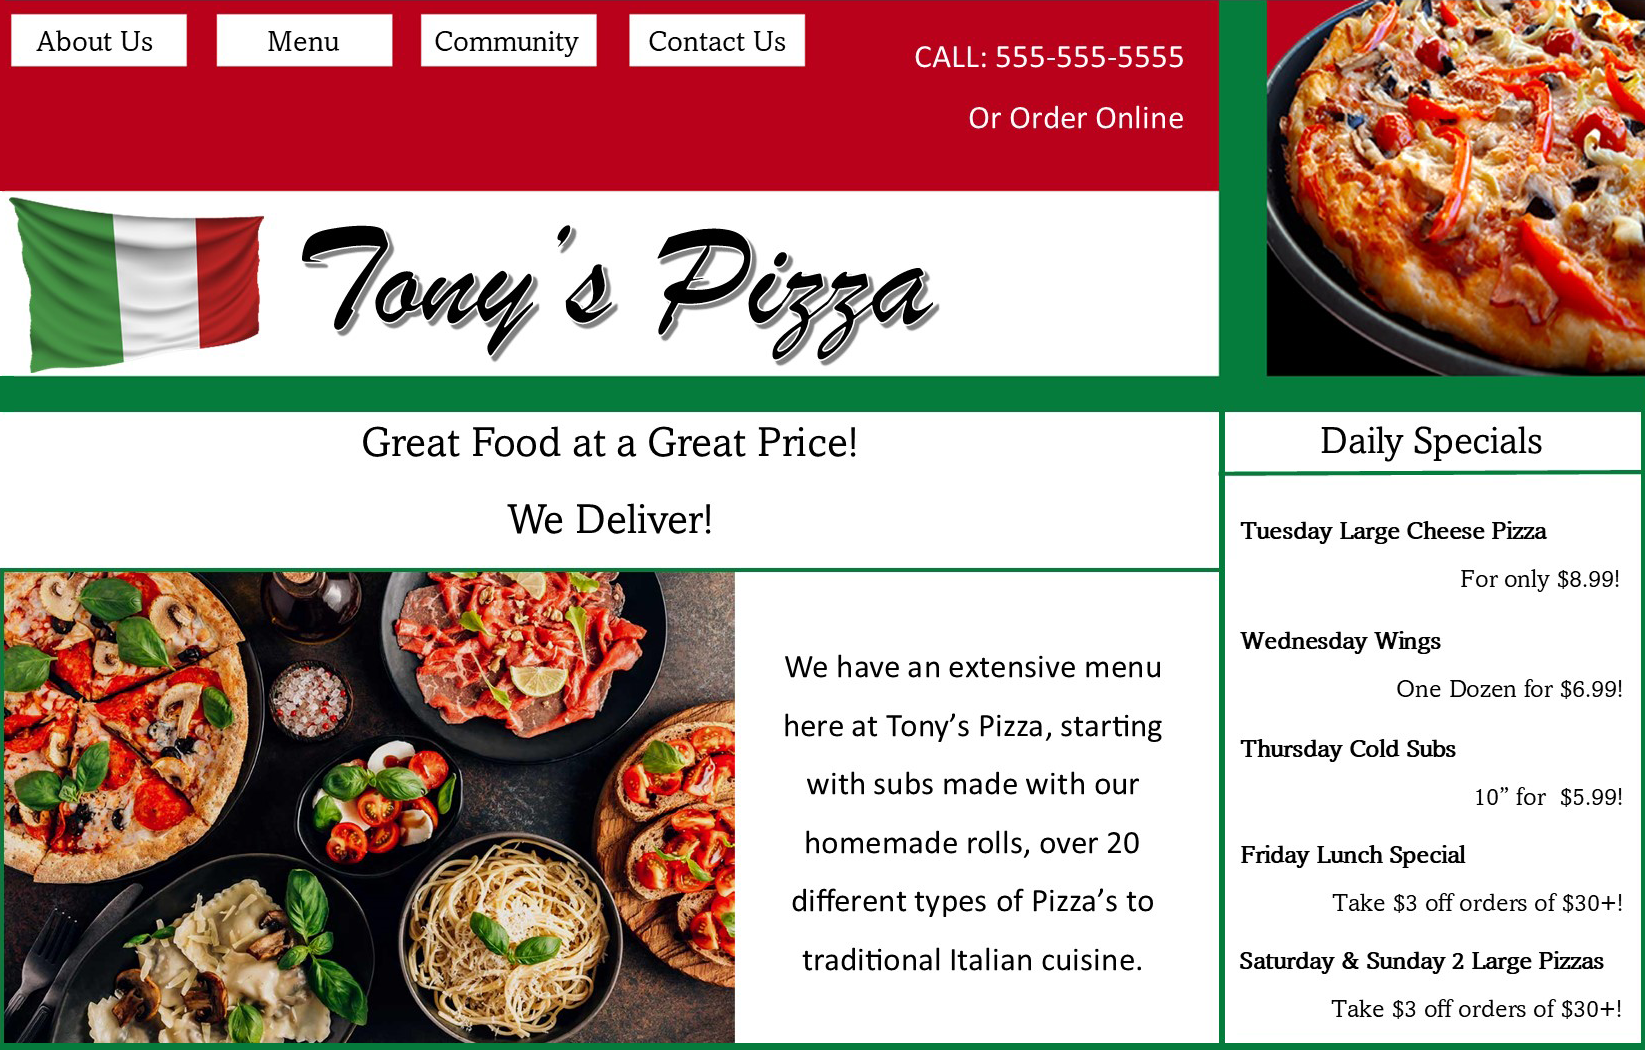 About Us
Menu
Community
Contact Us
CALL: 555-555-5555
Or Order Online
Tony's Pizza
Great Food at a Great Price!
We Deliver!
We have an extensive menu
here at Tony’s Pizza, starting
with subs made with our
homemade rolls, over 20
different types of Pizza’s to
traditional Italian cuisine.
Daily Specials
Tuesday Large Cheese Pizza
For only $8.99!
Wednesday Wings
One Dozen for $6.99!
Thursday Cold Subs
10” for  $5.99!
Friday Lunch Special
Take $3 off orders of $30+!
Saturday & Sunday 2 Large Pizzas
Take $3 off orders of $30+!